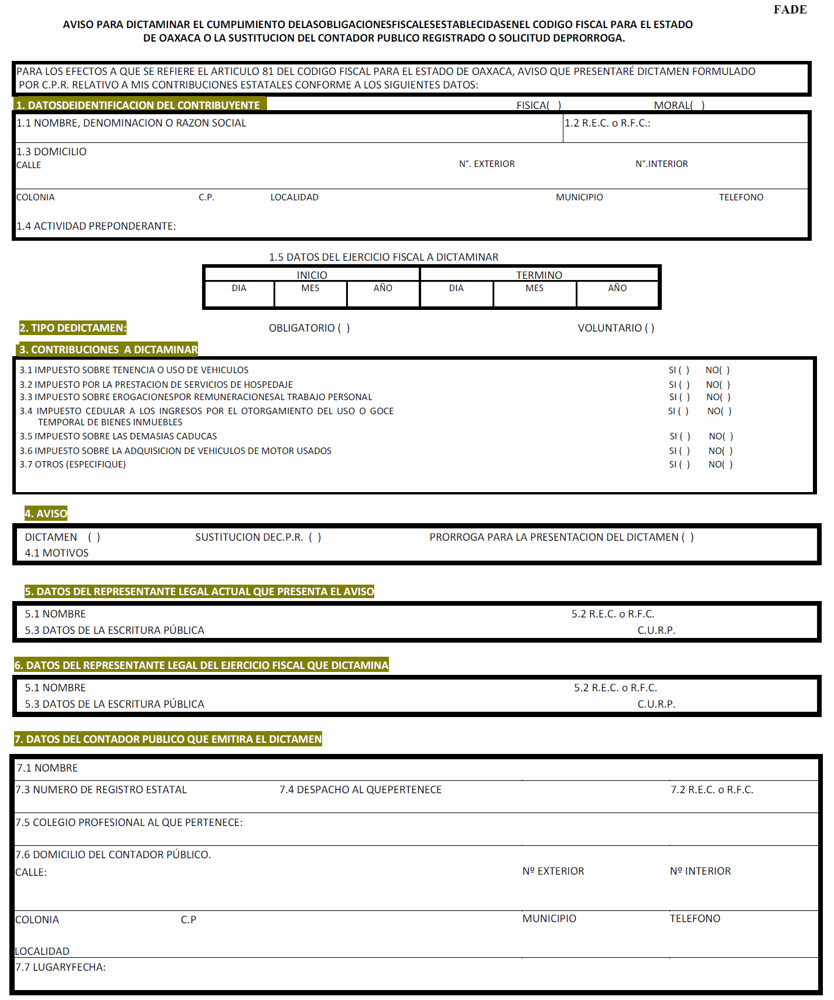 FADE
AVISO PARA DICTAMINAR EL CUMPLIMIENTO DELASOBLIGACIONESFISCALESESTABLECIDASENEL CODIGO FISCAL PARA EL ESTADO
DE OAXACA O LA SUSTITUCION DEL CONTADOR PUBLICO REGISTRADO O SOLICITUD DEPRORROGA.
PARA LOS EFECTOS A QUE SE REFIERE EL ARTICULO 81 DEL CODIGO FISCAL PARA EL ESTADO DE OAXACA, AVISO QUE PRESENTARÉ DICTAMEN FORMULADO
POR C.P.R. RELATIVO A MIS CONTRIBUCIONES ESTATALES CONFORME A LOS SIGUIENTES DATOS:
1. DATOSDEIDENTIFICACION DEL CONTRIBUYENTE FISICA( ) MORAL( )
1.1 NOMBRE, DENOMINACION O RAZON SOCIAL 1.2 R.E.C. o R.F.C.:
1.3 DOMICILIO
CALLE N°. EXTERIOR N°.INTERIOR
COLONIA C.P. LOCALIDAD MUNICIPIO TELEFONO
1.4 ACTIVIDAD PREPONDERANTE:
1.5 DATOS DEL EJERCICIO FISCAL A DICTAMINAR
INICIO TERMINO
DIA MES AÑO DIA MES AÑO
2. TIPO DEDICTAMEN: OBLIGATORIO ( ) VOLUNTARIO ( )
3. CONTRIBUCIONES A DICTAMINAR
3.1 IMPUESTO SOBRE TENENCIA O USO DE VEHICULOS SI ( ) NO( )
3.2 IMPUESTO POR LA PRESTACION DE SERVICIOS DE HOSPEDAJE SI ( ) NO( )
3.3 IMPUESTO SOBRE EROGACIONESPOR REMUNERACIONESAL TRABAJO PERSONAL SI ( ) NO( )
3.4 IMPUESTO CEDULAR A LOS INGRESOS POR EL OTORGAMIENTO DEL USO O GOCE SI ( ) NO( )
TEMPORAL DE BIENES INMUEBLES
3.5 IMPUESTO SOBRE LAS DEMASIAS CADUCAS SI ( ) NO( )
3.6 IMPUESTO SOBRE LA ADQUISICION DE VEHICULOS DE MOTOR USADOS SI ( ) NO( )
3.7 OTROS (ESPECIFIQUE) SI ( ) NO( )
4. AVISO
DICTAMEN ( ) SUSTITUCION DEC.P.R. ( ) PRORROGA PARA LA PRESENTACION DEL DICTAMEN ( )
4.1 MOTIVOS
5. DATOS DEL REPRESENTANTE LEGAL ACTUAL QUE PRESENTA EL AVISO
5.1 NOMBRE 5.2 R.E.C. o R.F.C.
5.3 DATOS DE LA ESCRITURA PÚBLICA C.U.R.P.
6. DATOS DEL REPRESENTANTE LEGAL DEL EJERCICIO FISCAL QUE DICTAMINA
5.1 NOMBRE 5.2 R.E.C. o R.F.C.
5.3 DATOS DE LA ESCRITURA PÚBLICA C.U.R.P.
7. DATOS DEL CONTADOR PUBLICO QUE EMITIRA EL DICTAMEN
7.1 NOMBRE
7.3 NUMERO DE REGISTRO ESTATAL 7.4 DESPACHO AL QUEPERTENECE 7.2 R.E.C. o R.F.C.
7.5 COLEGIO PROFESIONAL AL QUE PERTENECE:
7.6 DOMICILIO DEL CONTADOR PÚBLICO.
CALLE: Nº EXTERIOR Nº INTERIOR
COLONIA C.P MUNICIPIO TELEFONO
LOCALIDAD
7.7 LUGARYFECHA: